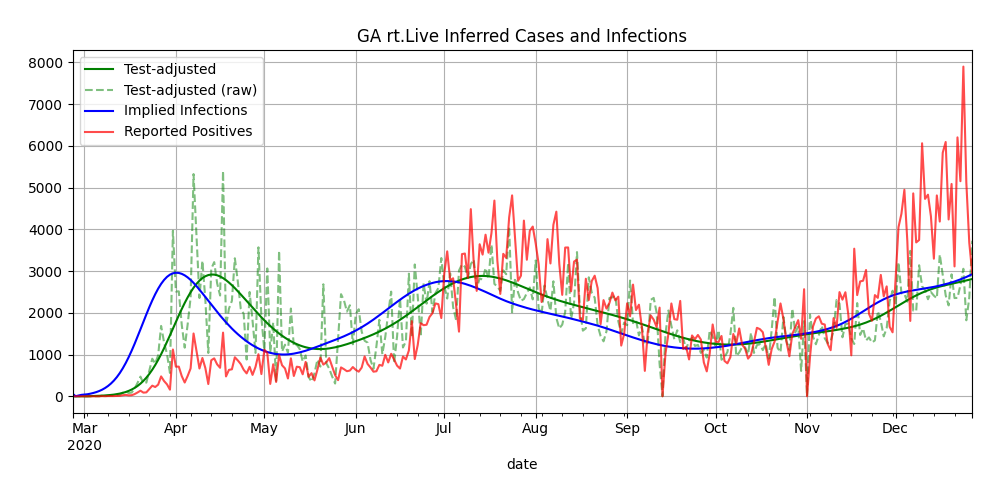 GA rt.Live Inferred Cases and Infections
Test-adjusted
Test-adjusted (raw)
Implied Infections
Reported Positives
8000
7000
6000
5000
4000
3000
2000
1000
0
Mar Apr May Jun Jul Aug Sep Oct Nov Dec
2020
date